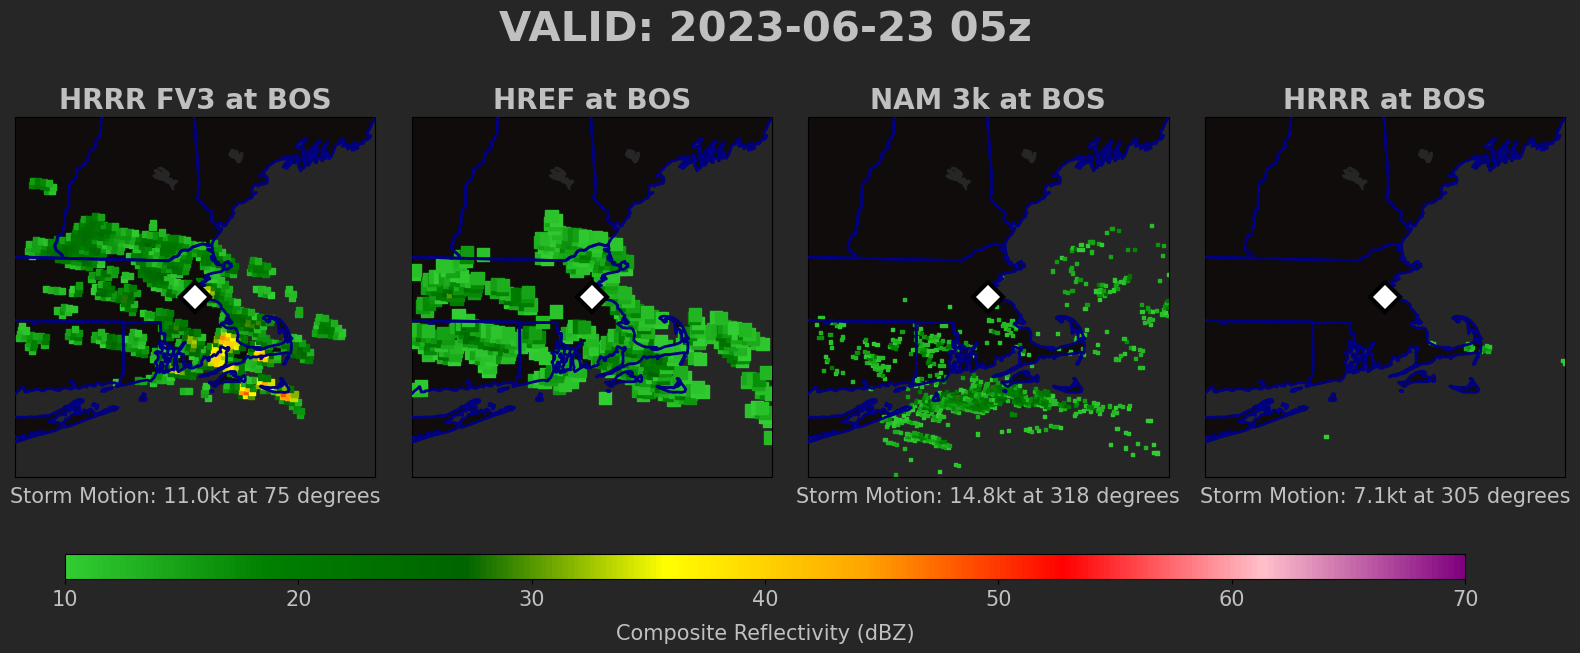 VALID: 2023-06-23 05z
HRRR FV3 at BOS
HREF at BOS
NAM 3k at BOS
HRRR at BOS
Storm Motion: 11.0kt at 75 degrees
Storm Motion: 14.8kt at 318 degrees
Storm Motion: 7.1kt at 305 degrees
10 20 30 40 50 60 70
Composite Reflectivity (dBZ)